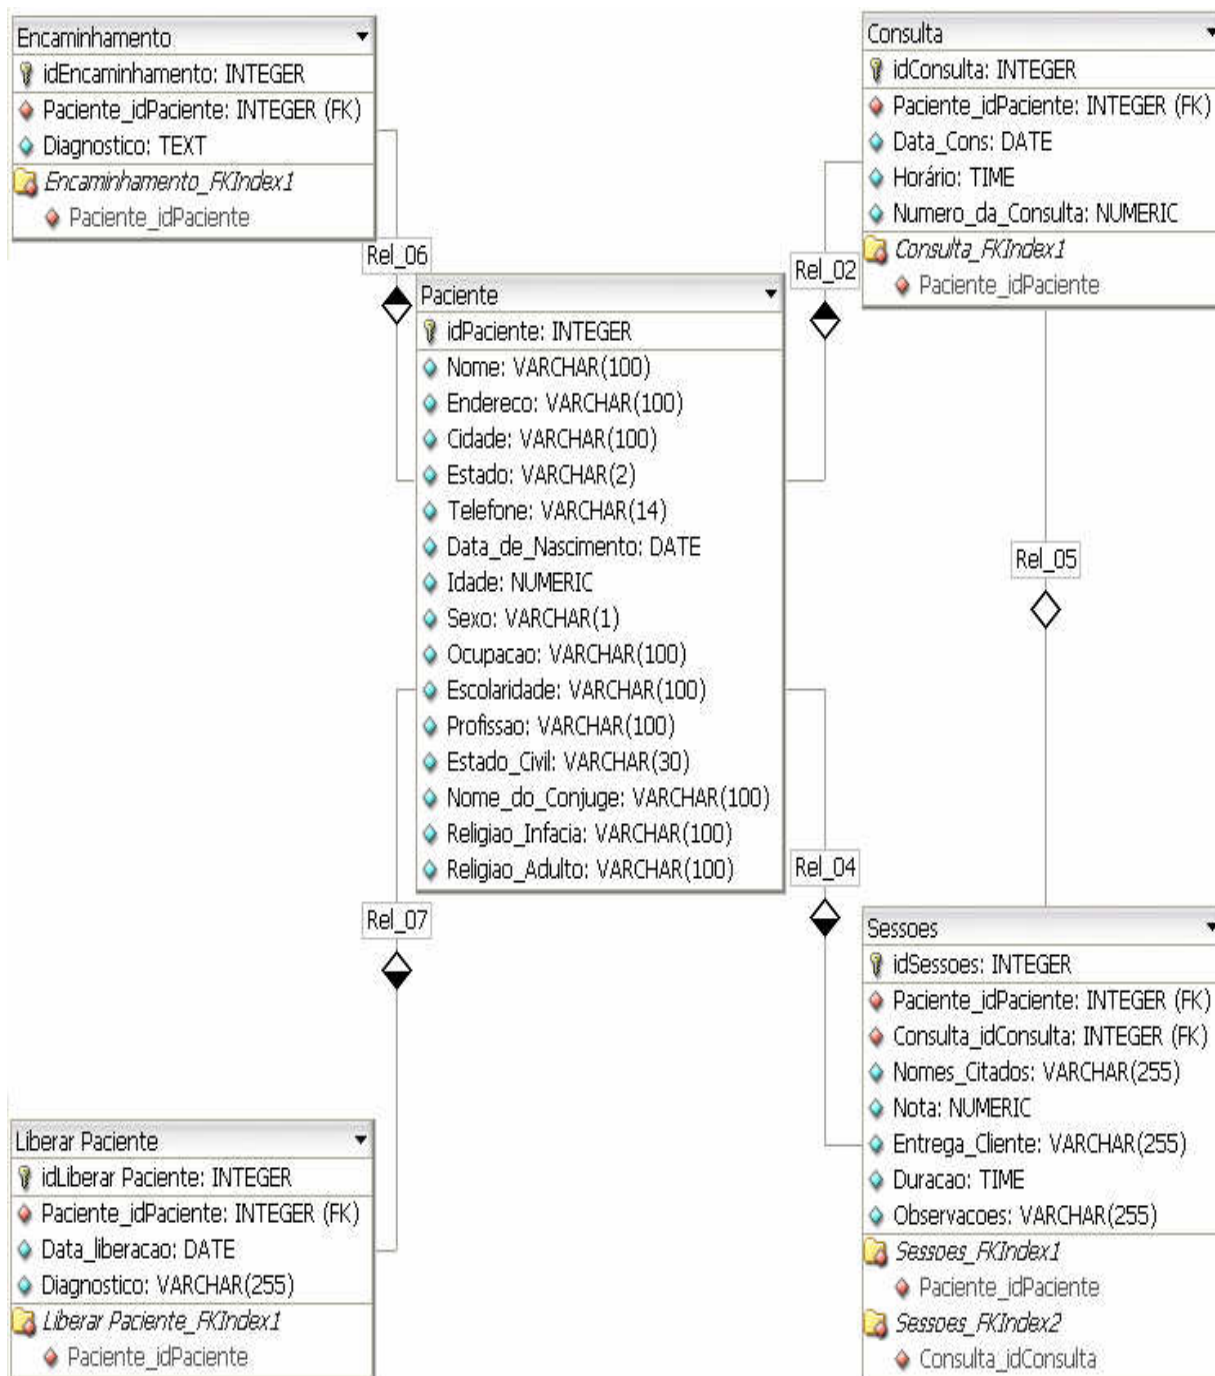 Encaminhamento
idEncaminhamento: INTEGER
Paciente_idPaciente: INTEGER (FK)
Diagnostico: TEXT
Encaminhamento_FKIndex1
Paciente_idPaciente
Consulta
idConsulta: INTEGER
Paciente_idPaciente: INTEGER (FK)
Data_Cons: DATE
Horário: TIME
Numero_da_Consulta: NUMERIC
Consulta_FKIndex1
Paciente_idPaciente
Rel_06
Rel_02
Paciente
idPaciente: INTEGER
Nome: VARCHAR(100)
Endereco: VARCHAR(100)
Cidade: VARCHAR(100)
Estado: VARCHAR(2)
Telefone: VARCHAR(14)
Data_de_Nascimento: DATE
Idade: NUMERIC
Sexo: VARCHAR(1)
Ocupacao: VARCHAR(100)
Escolaridade: VARCHAR(100)
Profissao: VARCHAR(100)
Estado_Civil: VARCHAR(30)
Nome_do_Conjuge: VARCHAR(100)
Religiao_Infacia: VARCHAR(100)
Religiao_Adulto: VARCHAR(100)
Rel_05
Rel_04
Rel_07
Sessoes
idSessoes: INTEGER
Paciente_idPaciente: INTEGER (FK)
Consulta_idConsulta: INTEGER (FK)
Nomes_Citados: VARCHAR(255)
Nota: NUMERIC
Entrega_Cliente: VARCHAR(255)
Duracao: TIME
Observacoes: VARCHAR(255)
Sessoes_FKIndex1
Paciente_idPaciente
Sessoes_FKIndex2
Consulta_idConsulta
Liberar Paciente
idLiberar Paciente: INTEGER
Paciente_idPaciente: INTEGER (FK)
Data_liberacao: DATE
Diagnostico: VARCHAR(255)
Liberar Paciente_FKIndex1
Paciente_idPaciente